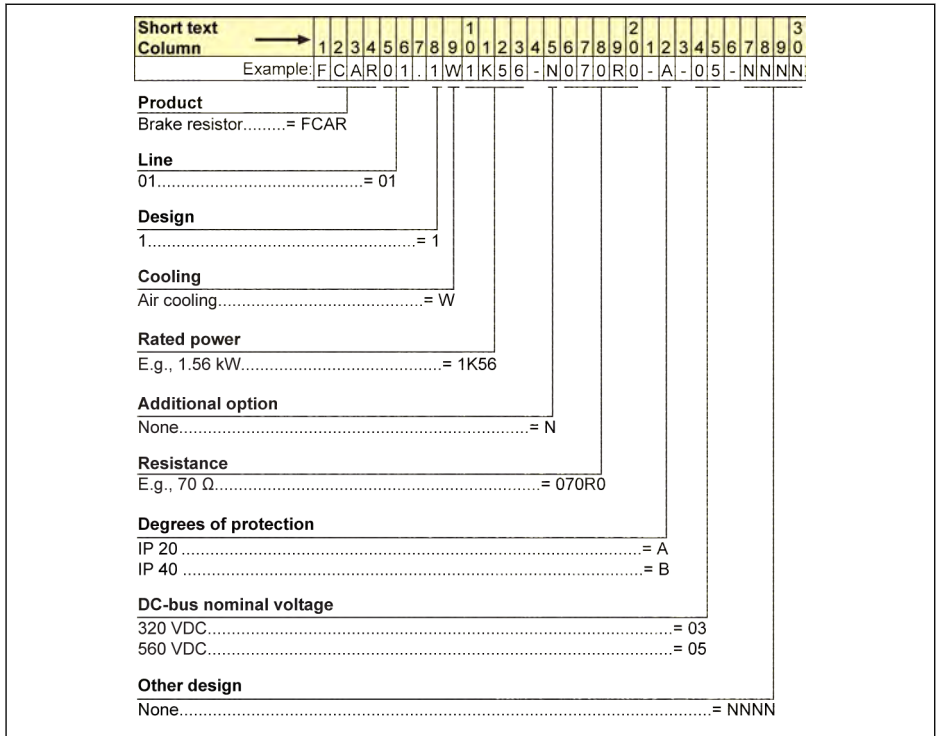 Short text 1 2 3
Column 1 2 3 4 5 6 7 8 9 0 1 2 3 4 5 6 7 8 9 0 1 2 3 4 5 6 7 8 9 0
Example: F C A R 0 1 . 1 W 1 K 5 6 - N 0 7 0 R 0 - A - 0 5 - N N N N
Product
Brake resistor.........= FCAR
Line
01..............................................= 01
Design
1......................................................= 1
Cooling
Air cooling.........................................= W
Rated power
E.g., 1.56 kW........................................= 1K56
Additional option
None......................................................................= N
Resistance
E.g., 70 Ω.................................................................= 070R0
Degrees of protection
IP 20 ............................................................................................= A
IP 40 ............................................................................................= B
DC-bus nominal voltage
320 VDC.............................................................................................= 03
560 VDC.............................................................................................= 05
Other design
None..........................................................................................................= NNNN